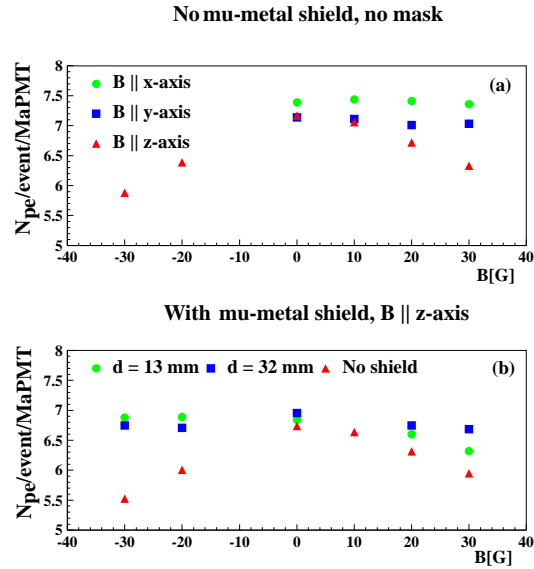 No mu-metal shield, no mask
8
7.5
7
6.5
6
5.5
5
Npe/event/MaPMT
B || x-axis
B || y-axis
B || z-axis
(a)
-40 -30 -20 -10 0 10 20 30 40
B[G]
With mu-metal shield, B || z-axis
8
7.5
7
6.5
6
5.5
5
Npe/event/MaPMT
d = 13 mm d = 32 mm No shield
(b)
-40 -30 -20 -10 0 10 20 30 40
B[G]